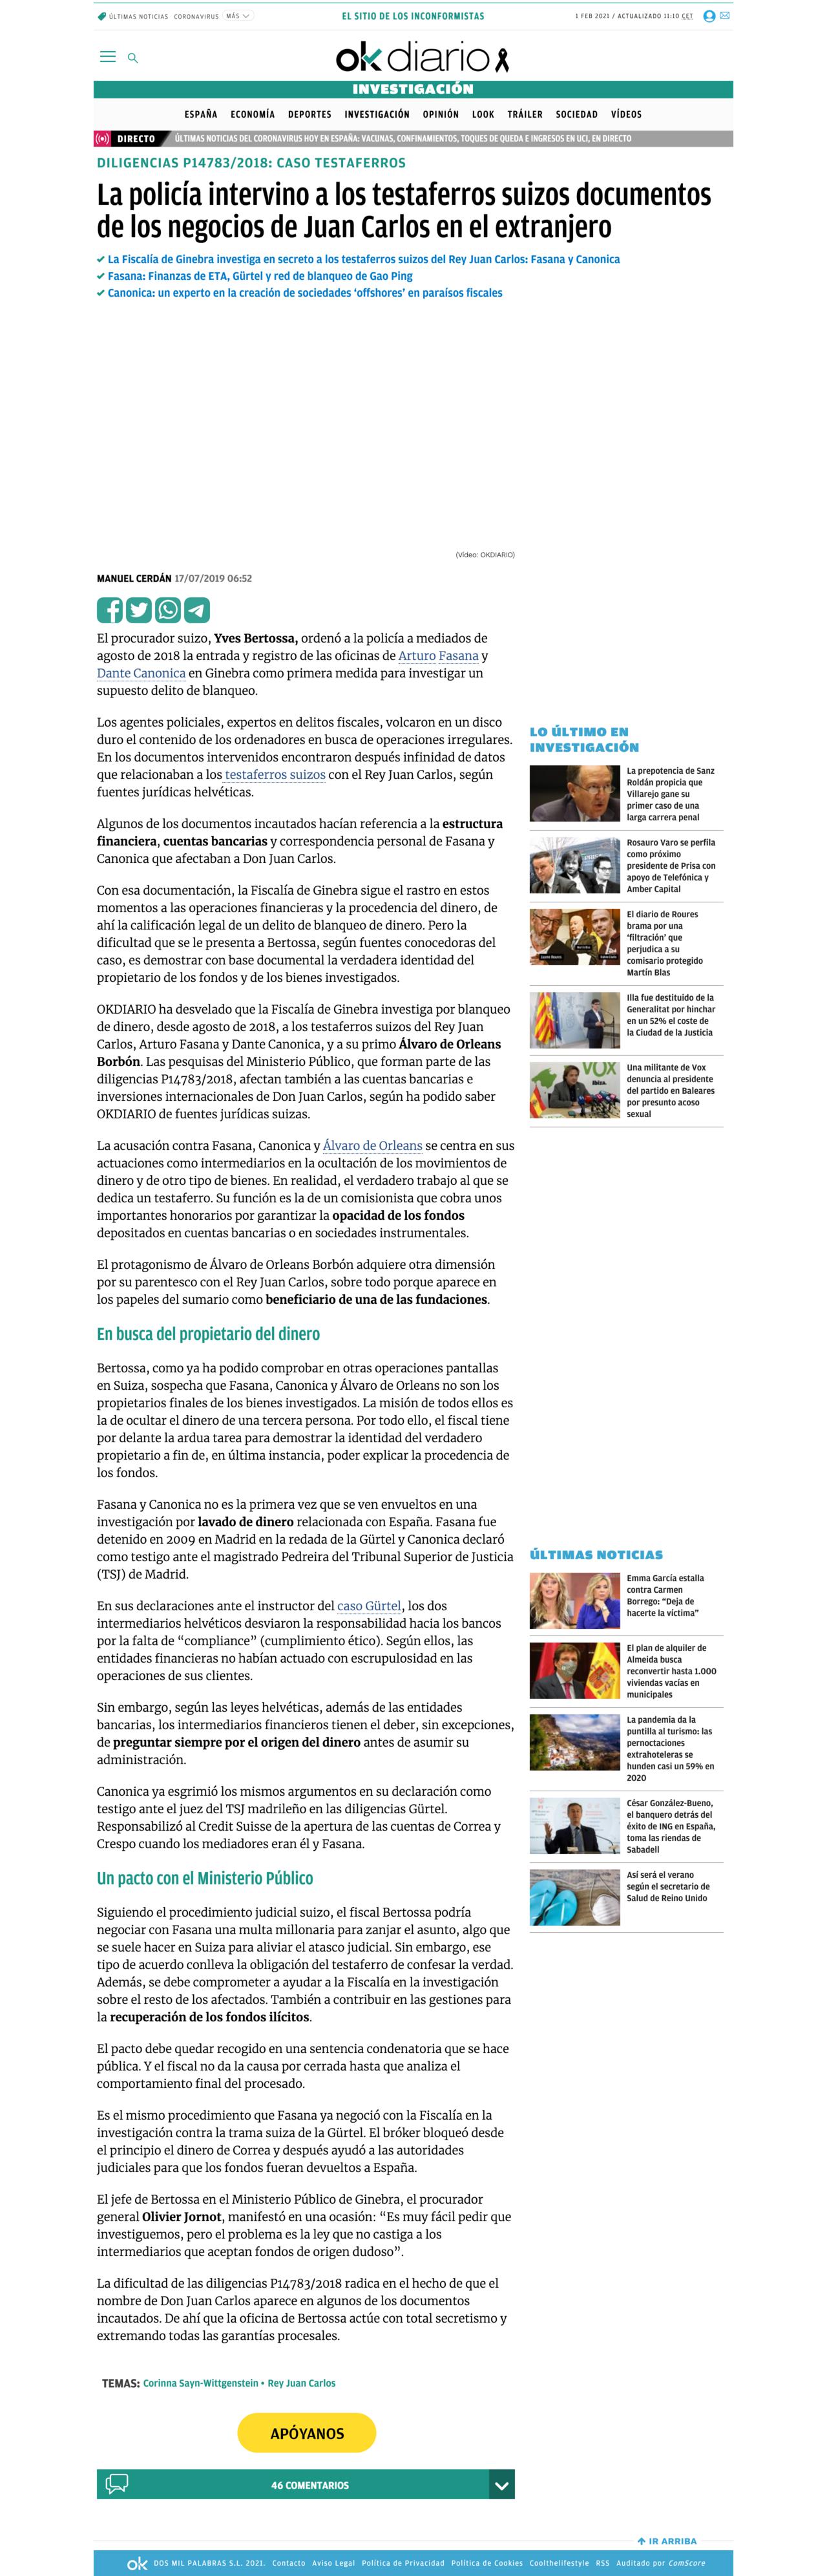 ÚLTIMAS NOTICIAS CORONAVIRUS MÁS
EL SITIO DE LOS INCONFORMISTAS
1 FEB 2021 / ACTUALIZADO 11:10 CET
okdiario
INVESTIGACIÓN
ESPAÑA ECONOMÍA DEPORTES INVESTIGACIÓN OPINIÓN LOOK TRÁILER SOCIEDAD VÍDEOS
DIRECTO ÚLTIMAS NOTICIAS DEL CORONAVIRUS HOY EN ESPAÑA: VACUNAS, CONFINAMIENTOS, TOQUES DE QUEDA E INGRESOS EN UCI, EN DIRECTO
DILIGENCIAS P14783/2018: CASO TESTAFERROS
La policía intervino a los testaferros suizos documentos
de los negocios de Juan Carlos en el extranjero
La Fiscalía de Ginebra investiga en secreto a los testaferros suizos del Rey Juan Carlos: Fasana y Canonica
Fasana: Finanzas de ETA, Gürtel y red de blanqueo de Gao Ping
Canonica: un experto en la creación de sociedades ‘offshores’ en paraísos fiscales
(Vídeo: OKDIARIO)
MANUEL CERDÁN 17/07/2019 06:52
El procurador suizo, Yves Bertossa, ordenó a la policía a mediados de
agosto de 2018 la entrada y registro de las oficinas de Arturo Fasana y
Dante Canonica en Ginebra como primera medida para investigar un
supuesto delito de blanqueo.
Los agentes policiales, expertos en delitos fiscales, volcaron en un disco
duro el contenido de los ordenadores en busca de operaciones irregulares.
En los documentos intervenidos encontraron después infinidad de datos
que relacionaban a los testaferros suizos con el Rey Juan Carlos, según
fuentes jurídicas helvéticas.
Algunos de los documentos incautados hacían referencia a la estructura
financiera, cuentas bancarias y correspondencia personal de Fasana y
Canonica que afectaban a Don Juan Carlos.
Con esa documentación, la Fiscalía de Ginebra sigue el rastro en estos
momentos a las operaciones financieras y la procedencia del dinero, de
ahí la calificación legal de un delito de blanqueo de dinero. Pero la
dificultad que se le presenta a Bertossa, según fuentes conocedoras del
caso, es demostrar con base documental la verdadera identidad del
propietario de los fondos y de los bienes investigados.
OKDIARIO ha desvelado que la Fiscalía de Ginebra investiga por blanqueo
de dinero, desde agosto de 2018, a los testaferros suizos del Rey Juan
Carlos, Arturo Fasana y Dante Canonica, y a su primo Álvaro de Orleans
Borbón. Las pesquisas del Ministerio Público, que forman parte de las
diligencias P14783/2018, afectan también a las cuentas bancarias e
inversiones internacionales de Don Juan Carlos, según ha podido saber
OKDIARIO de fuentes jurídicas suizas.
La acusación contra Fasana, Canonica y Álvaro de Orleans se centra en sus
actuaciones como intermediarios en la ocultación de los movimientos de
dinero y de otro tipo de bienes. En realidad, el verdadero trabajo al que se
dedica un testaferro. Su función es la de un comisionista que cobra unos
importantes honorarios por garantizar la opacidad de los fondos
depositados en cuentas bancarias o en sociedades instrumentales.
El protagonismo de Álvaro de Orleans Borbón adquiere otra dimensión
por su parentesco con el Rey Juan Carlos, sobre todo porque aparece en
los papeles del sumario como beneficiario de una de las fundaciones.
En busca del propietario del dinero
Bertossa, como ya ha podido comprobar en otras operaciones pantallas
en Suiza, sospecha que Fasana, Canonica y Álvaro de Orleans no son los
propietarios finales de los bienes investigados. La misión de todos ellos es
la de ocultar el dinero de una tercera persona. Por todo ello, el fiscal tiene
por delante la ardua tarea para demostrar la identidad del verdadero
propietario a fin de, en última instancia, poder explicar la procedencia de
los fondos.
Fasana y Canonica no es la primera vez que se ven envueltos en una
investigación por lavado de dinero relacionada con España. Fasana fue
detenido en 2009 en Madrid en la redada de la Gürtel y Canonica declaró
como testigo ante el magistrado Pedreira del Tribunal Superior de Justicia
(TSJ) de Madrid.
En sus declaraciones ante el instructor del caso Gürtel, los dos
intermediarios helvéticos desviaron la responsabilidad hacia los bancos
por la falta de “compliance” (cumplimiento ético). Según ellos, las
entidades financieras no habían actuado con escrupulosidad en las
operaciones de sus clientes.
Sin embargo, según las leyes helvéticas, además de las entidades
bancarias, los intermediarios financieros tienen el deber, sin excepciones,
de preguntar siempre por el origen del dinero antes de asumir su
administración.
Canonica ya esgrimió los mismos argumentos en su declaración como
testigo ante el juez del TSJ madrileño en las diligencias Gürtel.
Responsabilizó al Credit Suisse de la apertura de las cuentas de Correa y
Crespo cuando los mediadores eran él y Fasana.
Un pacto con el Ministerio Público
Siguiendo el procedimiento judicial suizo, el fiscal Bertossa podría
negociar con Fasana una multa millonaria para zanjar el asunto, algo que
se suele hacer en Suiza para aliviar el atasco judicial. Sin embargo, ese
tipo de acuerdo conlleva la obligación del testaferro de confesar la verdad.
Además, se debe comprometer a ayudar a la Fiscalía en la investigación
sobre el resto de los afectados. También a contribuir en las gestiones para
la recuperación de los fondos ilícitos.
El pacto debe quedar recogido en una sentencia condenatoria que se hace
pública. Y el fiscal no da la causa por cerrada hasta que analiza el
comportamiento final del procesado.
Es el mismo procedimiento que Fasana ya negoció con la Fiscalía en la
investigación contra la trama suiza de la Gürtel. El bróker bloqueó desde
el principio el dinero de Correa y después ayudó a las autoridades
judiciales para que los fondos fueran devueltos a España.
El jefe de Bertossa en el Ministerio Público de Ginebra, el procurador
general Olivier Jornot, manifestó en una ocasión: “Es muy fácil pedir que
investiguemos, pero el problema es la ley que no castiga a los
intermediarios que aceptan fondos de origen dudoso”.
La dificultad de las diligencias P14783/2018 radica en el hecho de que el
nombre de Don Juan Carlos aparece en algunos de los documentos
incautados. De ahí que la oficina de Bertossa actúe con total secretismo y
extremando todas las garantías procesales.
TEMAS: Corinna Sayn-Wittgenstein • Rey Juan Carlos
APÓYANOS
46 COMENTARIOS
LO ÚLTIMO EN
INVESTIGACIÓN
La prepotencia de Sanz
Roldán propicia que
Villarejo gane su
primer caso de una
larga carrera penal
Rosauro Varo se perfila
como próximo
presidente de Prisa con
apoyo de Telefónica y
Amber Capital
El diario de Roures
brama por una
‘filtración’ que
perjudica a su
comisario protegido
Martín Blas
Illa fue destituido de la
Generalitat por hinchar
en un 52% el coste de
la Ciudad de la Justicia
VOX
Ibiza.
Una militante de Vox
denuncia al presidente
del partido en Baleares
por presunto acoso
sexual
ÚLTIMAS NOTICIAS
Emma García estalla
contra Carmen
Borrego: “Deja de
hacerte la víctima”
El plan de alquiler de
Almeida busca
reconvertir hasta 1.000
viviendas vacías en
municipales
La pandemia da la
puntilla al turismo: las
pernoctaciones
extrahoteleras se
hunden casi un 59% en
2020
César González-Bueno,
el banquero detrás del
éxito de ING en España,
toma las riendas de
Sabadell
Así será el verano
según el secretario de
Salud de Reino Unido
IR ARRIBA
ok DOS MIL PALABRAS S.L. 2021. Contacto Aviso Legal Política de Privacidad Política de Cookies Coolthelifestyle RSS Auditado por ComScore